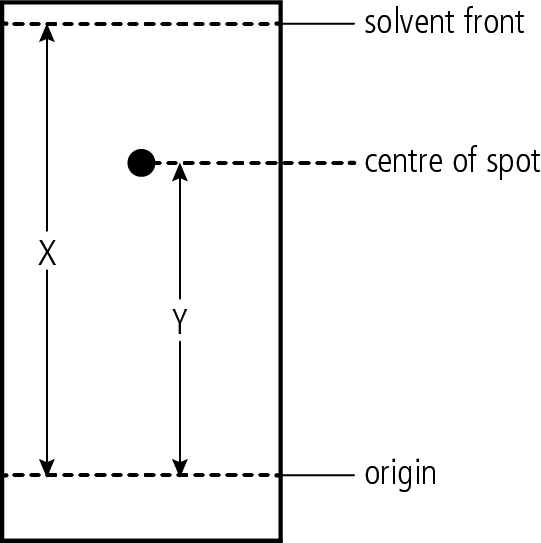 solvent front
centre of spot
X
Y
origin